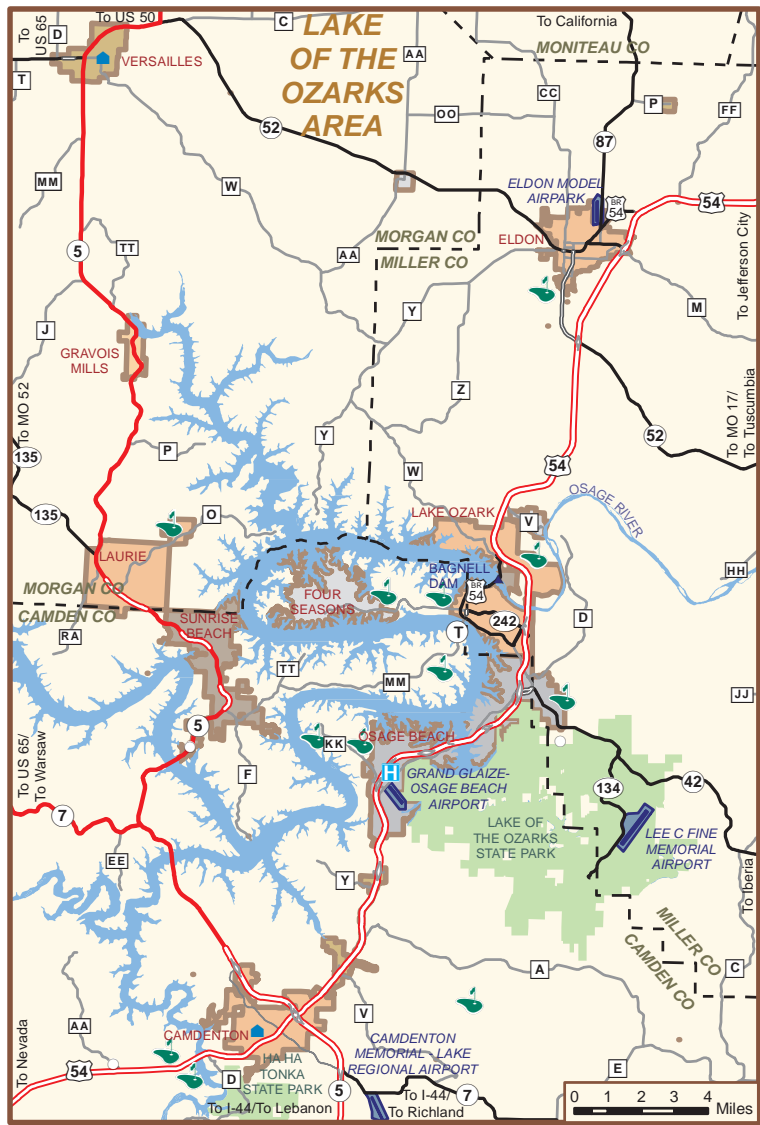 To US 50
To
US 65
D
C
LAKE
OF THE
OZARKS
AREA
To California
MONITEAU CO
AA
VERSAILLES
T
CC
P
FF
OO
52
87
MM
W
ELDON MODEL
AIRPARK
BR
54
54
ELDON
MORGAN CO
MILLER CO
To Jefferson City
5
TT
AA
M
Y
J
GRAVOIS
MILLS
Z
To MO 52
To MO 17/
To Tuscumbia
135
P
Y
52
54
W
135
O
LAKE OZARK
V
OSAGE RIVER
LAURIE
BAGNELL
DAM
HH
MORGAN CO
CAMDEN CO
BR
54
FOUR
SEASONS
SUNRISE
BEACH
242
D
RA
T
TT
MM
JJ
5
KK
OSAGE BEACH
To US 65/
To Warsaw
F
H
GRAND GLAIZE-
OSAGE BEACH
AIRPORT
134
42
7
LAKE OF
THE OZARKS
STATE PARK
LEE C FINE
MEMORIAL
AIRPORT
EE
Y
To Iberia
MILLER CO
CAMDEN CO
A
C
V
AA
CAMDENTON
CAMDENTON
MEMORIAL - LAKE
REGIONAL AIRPORT
To Nevada
HA HA
TONKA
STATE PARK
54
D
5
E
To I-44/To Lebanon
To I-44/
To Richland
7
0 1 2 3 4
Miles